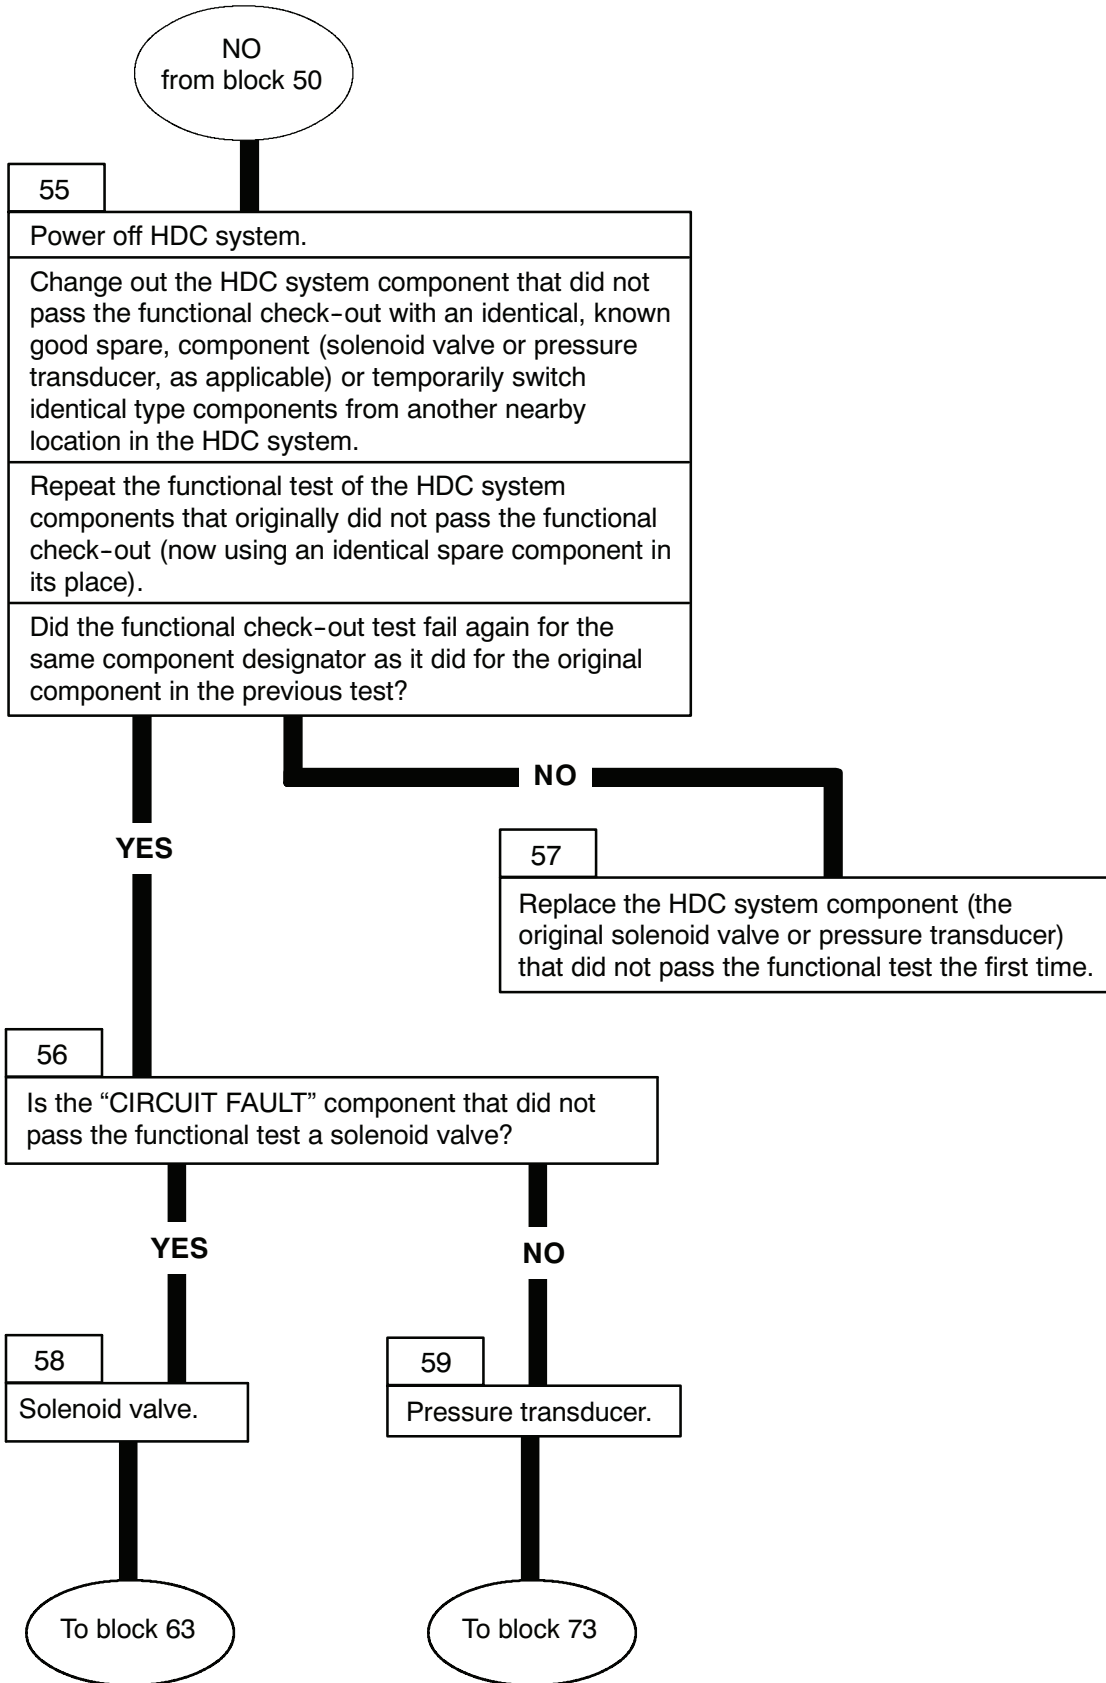 NO
from block 50
55
Power off HDC system.
Change out the HDC system component that did not
pass the functional check-out with an identical, known
good spare, component (solenoid valve or pressure
transducer, as applicable) or temporarily switch
identical type components from another nearby
location in the HDC system.
Repeat the functional test of the HDC system
components that originally did not pass the functional
check-out (now using an identical spare component in
its place).
Did the functional check-out test fail again for the
same component designator as it did for the original
component in the previous test?
NO
YES
57
Replace the HDC system component (the
original solenoid valve or pressure transducer)
that did not pass the functional test the first time.
56
Is the “CIRCUIT FAULT” component that did not
pass the functional test a solenoid valve?
YES
NO
58
Solenoid valve.
59
Pressure transducer.
To block 63
To block 73